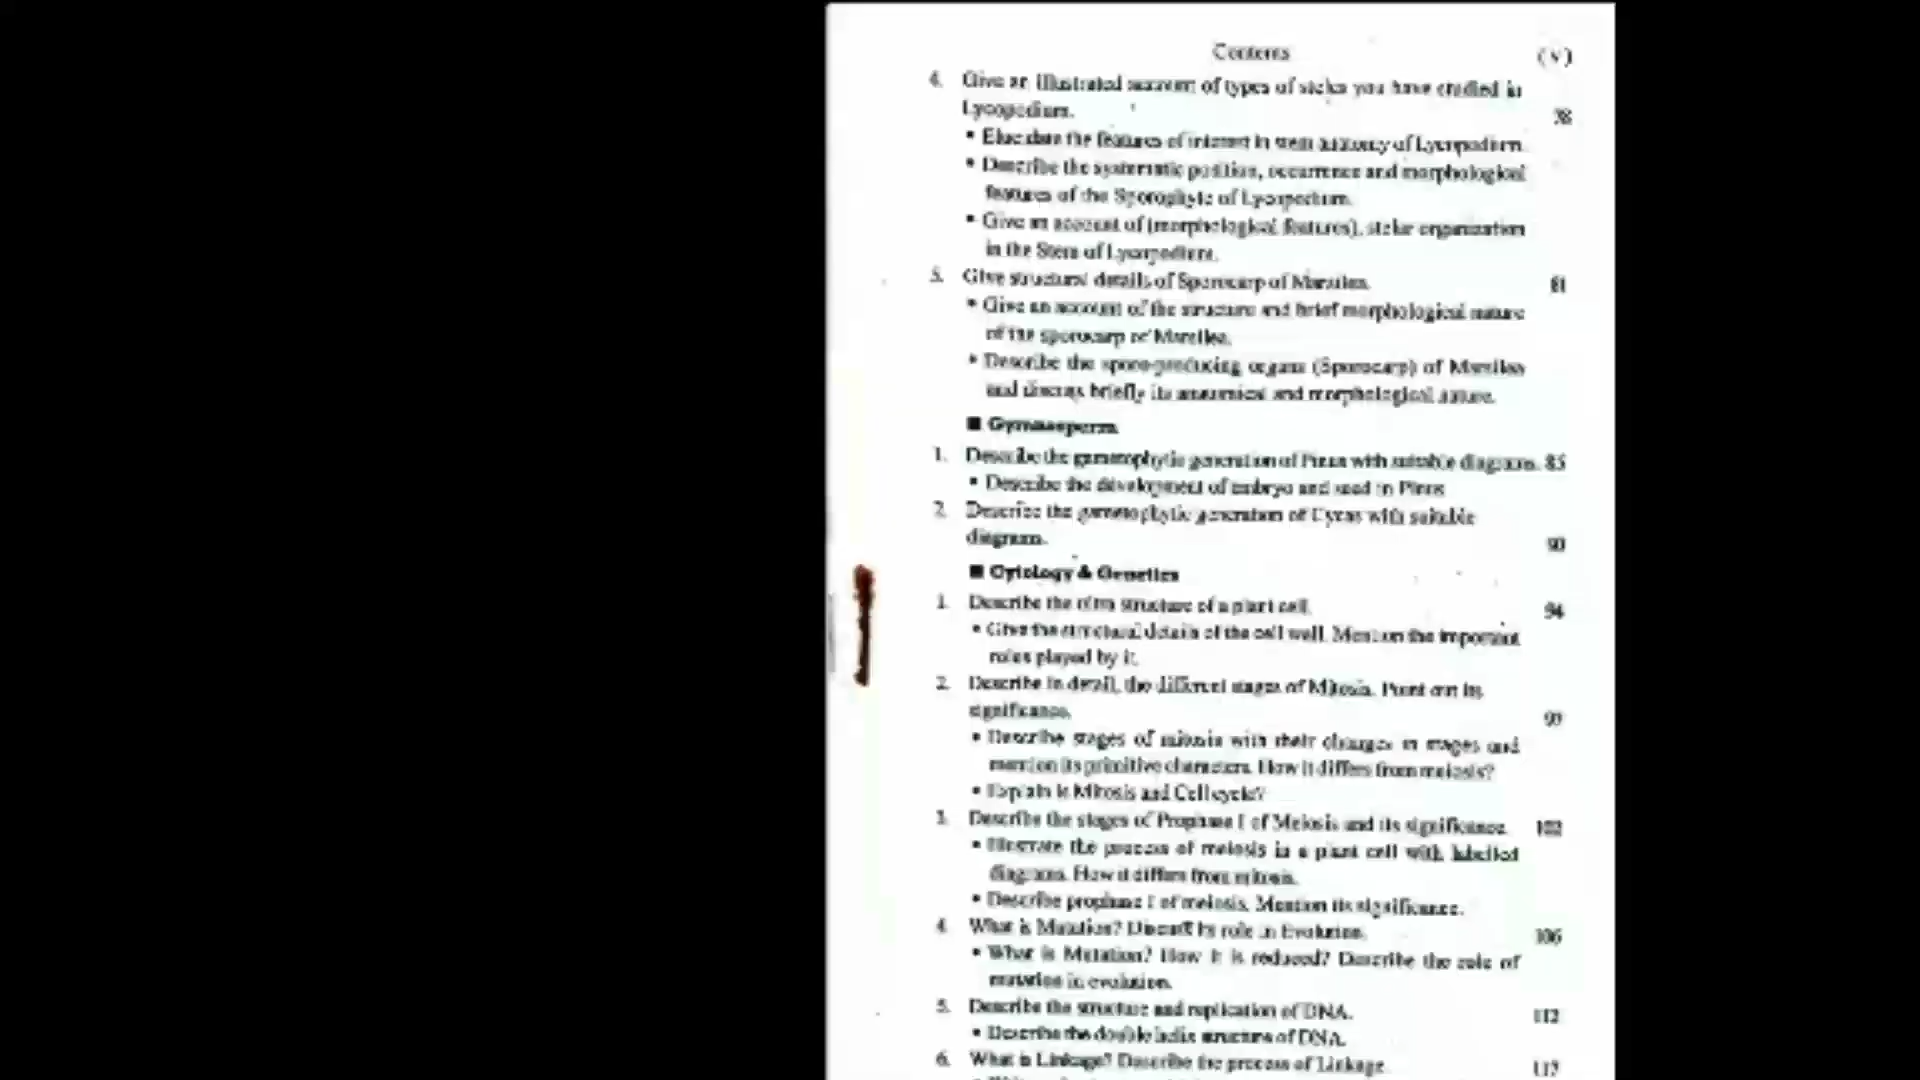 Contents (v)
4. Give an illustrated account of types of stelar you have studied in
Lycopodium. 78
• Elucidate the features of interest in stem anatomy of Lycopodium.
• Describe the systematic position, occurrence and morphological
features of the Sporophyte of Lycopodium.
• Give an account of (morphological features), stelar organization
in the Stem of Lycopodium.
5. Give structural details of Sporocarp of Marsilea. 81
• Give an account of the structure and brief morphological nature
of the sporocarp of Marsilea.
• Describe the spore-producing organs (Sporocarp) of Marsilea
and discuss briefly its anatomical and morphological nature.
■ Gymnosperm
1. Describe the gametophytic generation of Pinus with suitable diagrams. 85
• Describe the development of embryo and seed in Pinus
2. Describe the gametophytic generation of Cycas with suitable
diagram. 90
■ Cytology & Genetics
1. Describe the ultra structure of a plant cell. 94
• Give the structural details of the cell wall. Mention the important
roles played by it.
2. Describe in detail, the different stages of Mitosis. Point out its
significance. 99
• Describe stages of mitosis with their changes in stages and
mention its primitive characters. How it differs from meiosis?
• Explain is Mitosis and Cell cycle?
3. Describe the stages of Prophase I of Meiosis and its significance. 102
• Illustrate the process of meiosis in a plant cell with labelled
diagrams. How it differs from mitosis.
• Describe prophase I of meiosis. Mention its significance.
4. What is Mutation? Discuss its role in Evolution. 106
• What is Mutation? How it is reduced? Describe the role of
mutation in evolution.
5. Describe the structure and replication of DNA. 112
• Describe the double helix structure of DNA.
6. What is Linkage? Describe the process of Linkage. 117